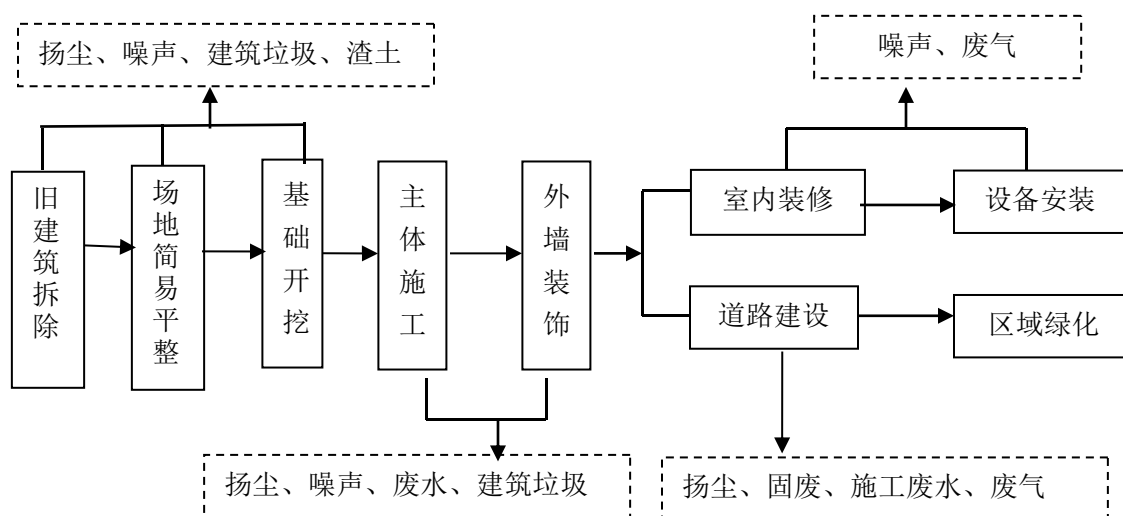 扬尘、噪声、建筑垃圾、渣土
噪声、废气
旧建筑拆除
场地简易平整
基础开挖
主体施工
外墙装饰
室内装修
设备安装
道路建设
区域绿化
扬尘、噪声、废水、建筑垃圾
扬尘、固废、施工废水、废气